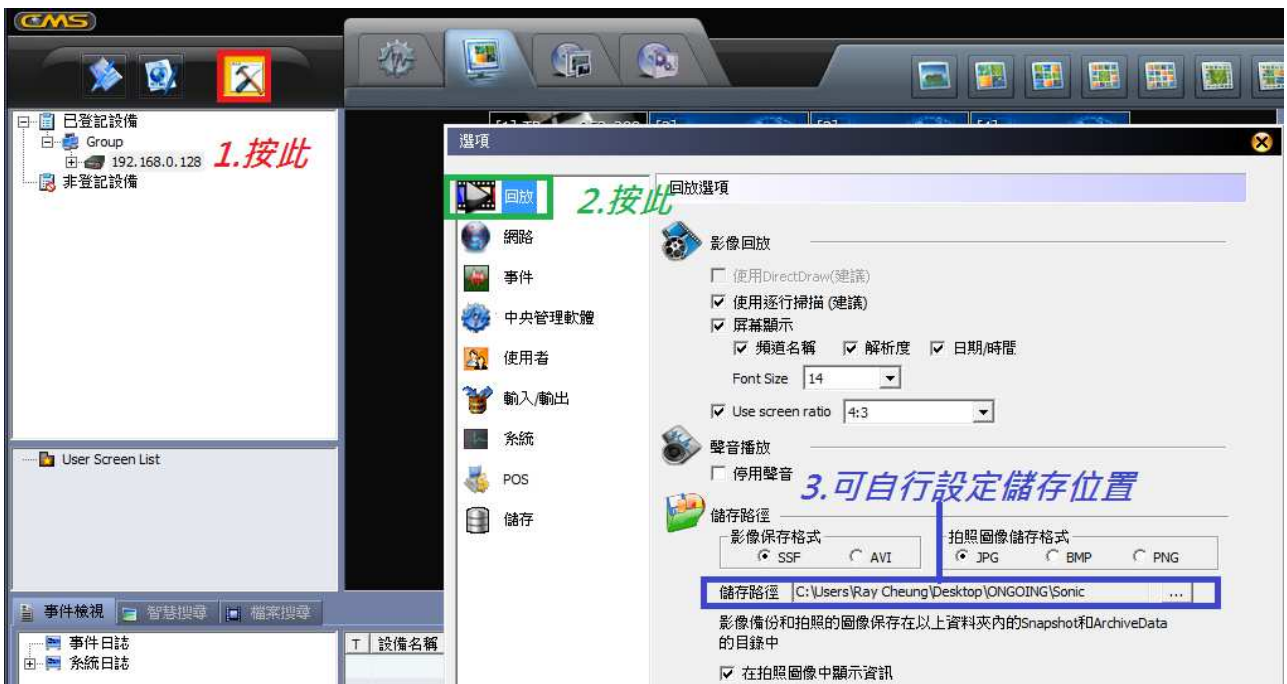 CMS
已登記設備
Group
192.168.0.128
1.按此
非登記設備
User Screen List
事件檢視
智慧搜尋
檔案搜尋
事件日誌
系統日誌
T 設備名稱
選項
回放
2.按此
網路
事件
中央管理軟體
使用者
輸入/輸出
系統
POS
儲存
回放選項
影像回放
使用DirectDraw(建議)
使用逐行掃描 (建議)
屏幕顯示
頻道名稱 解析度 日期/時間
Font Size 14
Use screen ratio 4:3
聲音播放
停用聲音
3.可自行設定儲存位置
儲存路徑
影像保存格式
SSF AVI
拍照圖像儲存格式
JPG BMP PNG
儲存路徑 C:\Users\Ray Cheung\Desktop\ONGOING\Sonic ...
影像備份和拍照的圖像保存在以上資料夾內的Snapshot和ArchiveData
的目錄中
在拍照圖像中顯示資訊